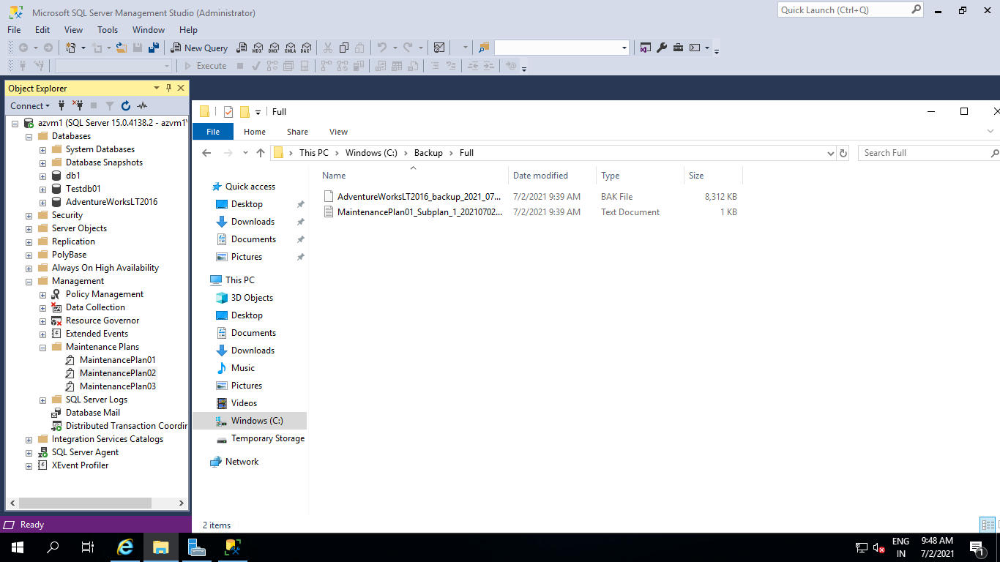 Microsoft SQL Server Management Studio (Administrator)
Quick Launch (Ctrl+Q)
File Edit View Tools Window Help
New Query MDX DMX XMLA DAX
Execute
Object Explorer
Connect
azvm1 (SQL Server 15.0.4138.2 - azvm1\
Databases
System Databases
Database Snapshots
db1
Testdb01
AdventureWorksLT2016
Security
Server Objects
Replication
PolyBase
Always On High Availability
Management
Policy Management
Data Collection
Resource Governor
Extended Events
Maintenance Plans
MaintenancePlan01
MaintenancePlan02
MaintenancePlan03
SQL Server Logs
Database Mail
Distributed Transaction Coordin
Integration Services Catalogs
SQL Server Agent
XEvent Profiler
Ready
Full
File Home Share View
This PC > Windows (C:) > Backup > Full
Search Full
Quick access
Desktop
Downloads
Documents
Pictures
This PC
3D Objects
Desktop
Documents
Downloads
Music
Pictures
Videos
Windows (C:)
Temporary Storage
Network
Name Date modified Type Size
AdventureWorksLT2016_backup_2021_07... 7/2/2021 9:39 AM BAK File 8,312 KB
MaintenancePlan01_Subplan_1_20210702... 7/2/2021 9:39 AM Text Document 1 KB
2 items
ENG
IN
9:48 AM
7/2/2021
1